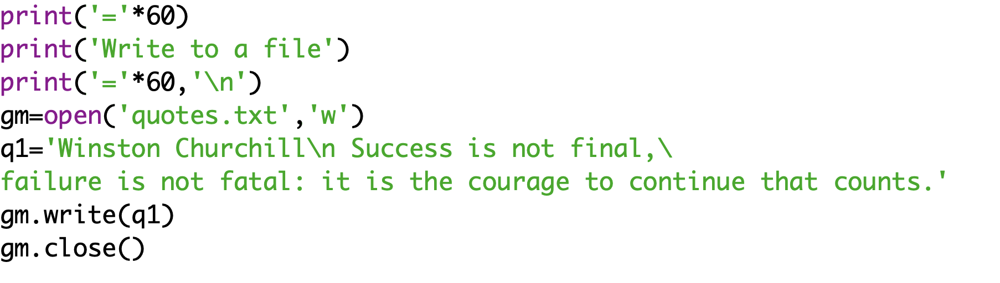 print('='*60)
print('Write to a file')
print('='*60,'\n')
gm=open('quotes.txt','w')
q1='Winston Churchill\n Success is not final,\
failure is not fatal: it is the courage to continue that counts.'
gm.write(q1)
gm.close()